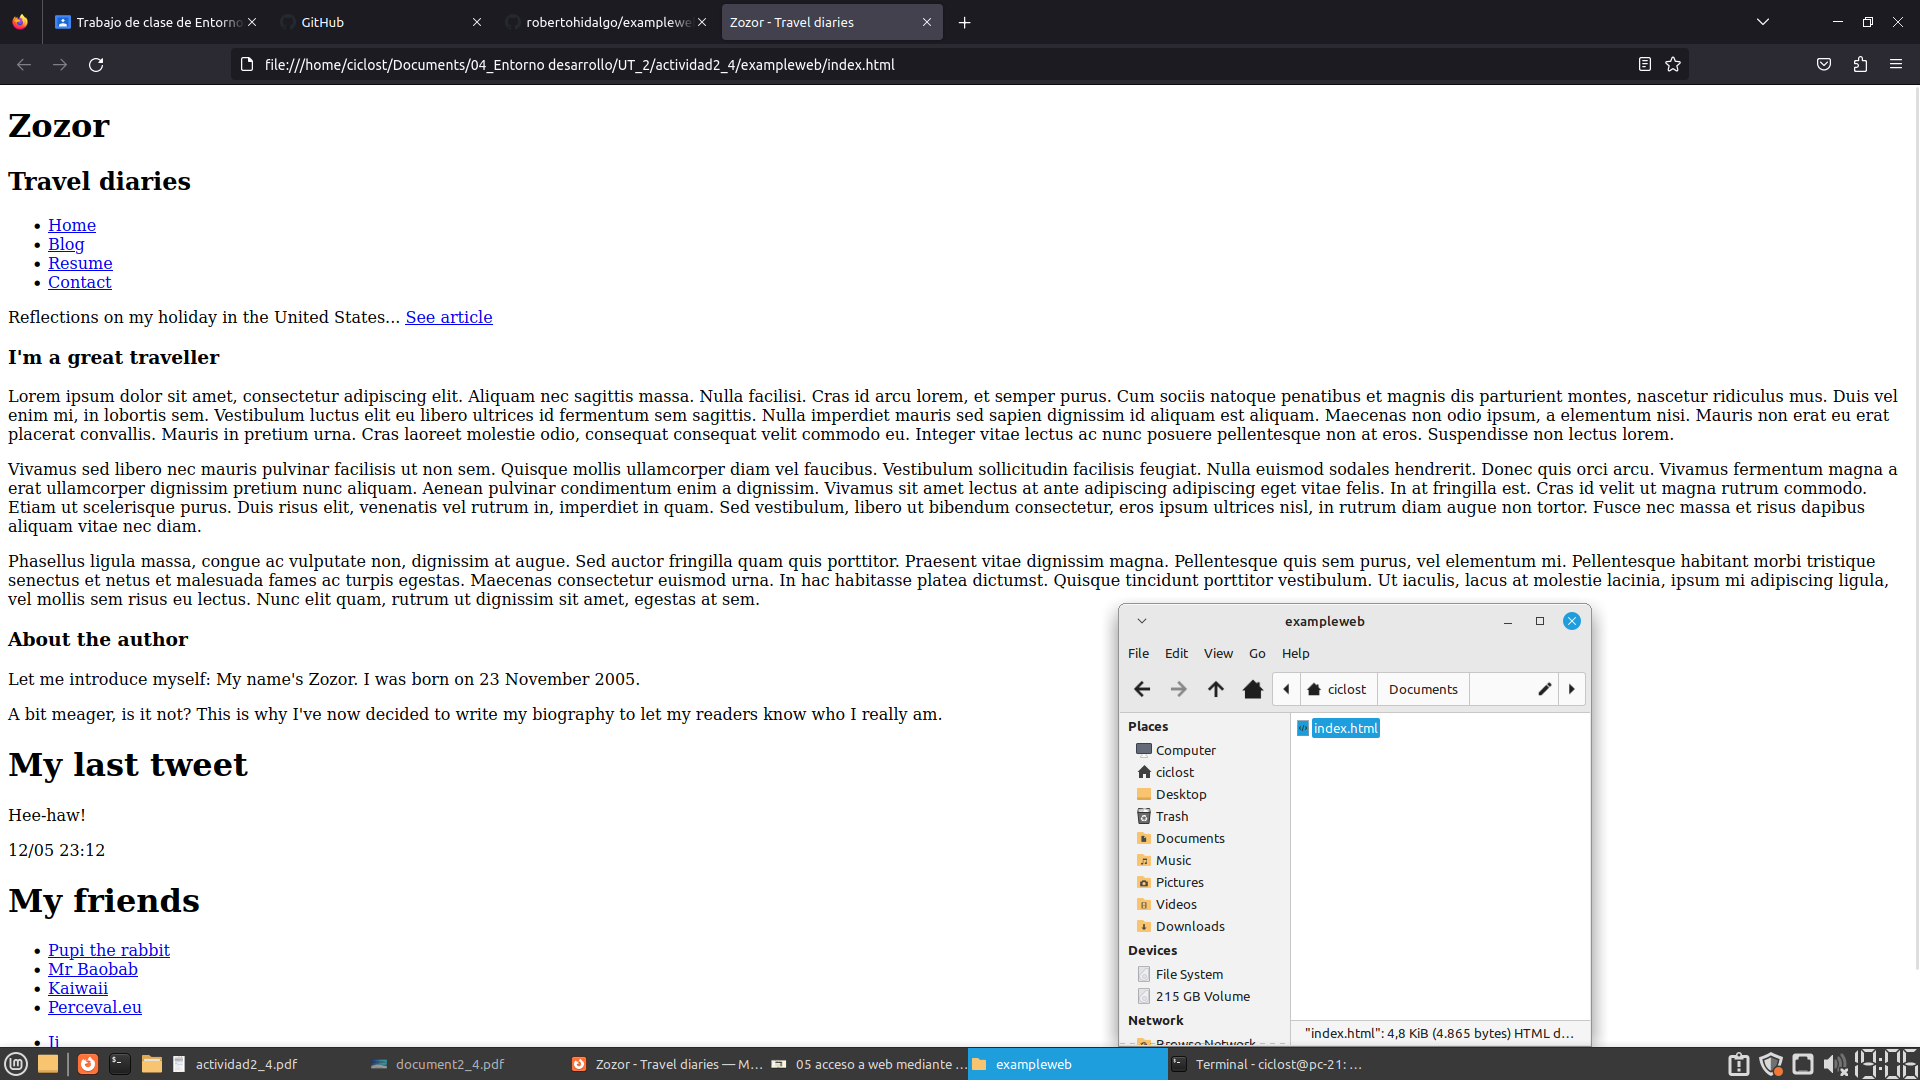 Trabajo de clase de Entorno
GitHub
robertohidalgo/examplewe
Zozor - Travel diaries
file:///home/ciclost/Documents/04_Entorno desarrollo/UT_2/actividad2_4/exampleweb/index.html
Zozor
Travel diaries
Home
Blog
Resume
Contact
Reflections on my holiday in the United States... See article
I'm a great traveller
Lorem ipsum dolor sit amet, consectetur adipiscing elit. Aliquam nec sagittis massa. Nulla facilisi. Cras id arcu lorem, et semper purus. Cum sociis natoque penatibus et magnis dis parturient montes, nascetur ridiculus mus. Duis vel
enim mi, in lobortis sem. Vestibulum luctus elit eu libero ultrices id fermentum sem sagittis. Nulla imperdiet mauris sed sapien dignissim id aliquam est aliquam. Maecenas non odio ipsum, a elementum nisi. Mauris non erat eu erat
placerat convallis. Mauris in pretium urna. Cras laoreet molestie odio, consequat consequat velit commodo eu. Integer vitae lectus ac nunc posuere pellentesque non at eros. Suspendisse non lectus lorem.
Vivamus sed libero nec mauris pulvinar facilisis ut non sem. Quisque mollis ullamcorper diam vel faucibus. Vestibulum sollicitudin facilisis feugiat. Nulla euismod sodales hendrerit. Donec quis orci arcu. Vivamus fermentum magna a
erat ullamcorper dignissim pretium nunc aliquam. Aenean pulvinar condimentum enim a dignissim. Vivamus sit amet lectus at ante adipiscing adipiscing eget vitae felis. In at fringilla est. Cras id velit ut magna rutrum commodo.
Etiam ut scelerisque purus. Duis risus elit, venenatis vel rutrum in, imperdiet in quam. Sed vestibulum, libero ut bibendum consectetur, eros ipsum ultrices nisl, in rutrum diam augue non tortor. Fusce nec massa et risus dapibus
aliquam vitae nec diam.
Phasellus ligula massa, congue ac vulputate non, dignissim at augue. Sed auctor fringilla quam quis porttitor. Praesent vitae dignissim magna. Pellentesque quis sem purus, vel elementum mi. Pellentesque habitant morbi tristique
senectus et netus et malesuada fames ac turpis egestas. Maecenas consectetur euismod urna. In hac habitasse platea dictumst. Quisque tincidunt porttitor vestibulum. Ut iaculis, lacus at molestie lacinia, ipsum mi adipiscing ligula,
vel mollis sem risus eu lectus. Nunc elit quam, rutrum ut dignissim sit amet, egestas at sem.
About the author
Let me introduce myself: My name's Zozor. I was born on 23 November 2005.
A bit meager, is it not? This is why I've now decided to write my biography to let my readers know who I really am.
My last tweet
Hee-haw!
12/05 23:12
My friends
Pupi the rabbit
Mr Baobab
Kaiwaii
Perceval.eu
exampleweb
File Edit View Go Help
ciclost Documents
Places
Computer
ciclost
Desktop
Trash
Documents
Music
Pictures
Videos
Downloads
Devices
File System
215 GB Volume
Network
Browse Network
index.html
"index.html": 4,8 KiB (4.865 bytes) HTML d...
actividad2_4.pdf
document2_4.pdf
Zozor - Travel diaries — M...
05 acceso a web mediante ...
exampleweb
Terminal - ciclost@pc-21: ...
19:06